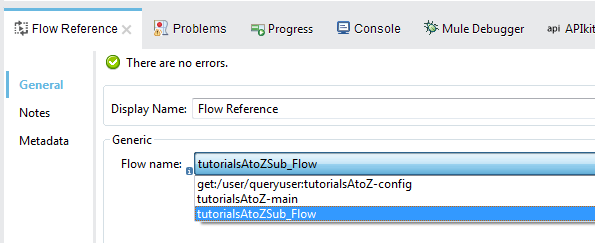 Flow Reference Problems Progress Console Mule Debugger api APIkit
There are no errors.
General
Notes
Metadata
Display Name: Flow Reference
Generic
Flow name: tutorialsAtoZSub_Flow
get:/user/queryuser:tutorialsAtoZ-config
tutorialsAtoZ-main
tutorialsAtoZSub_Flow